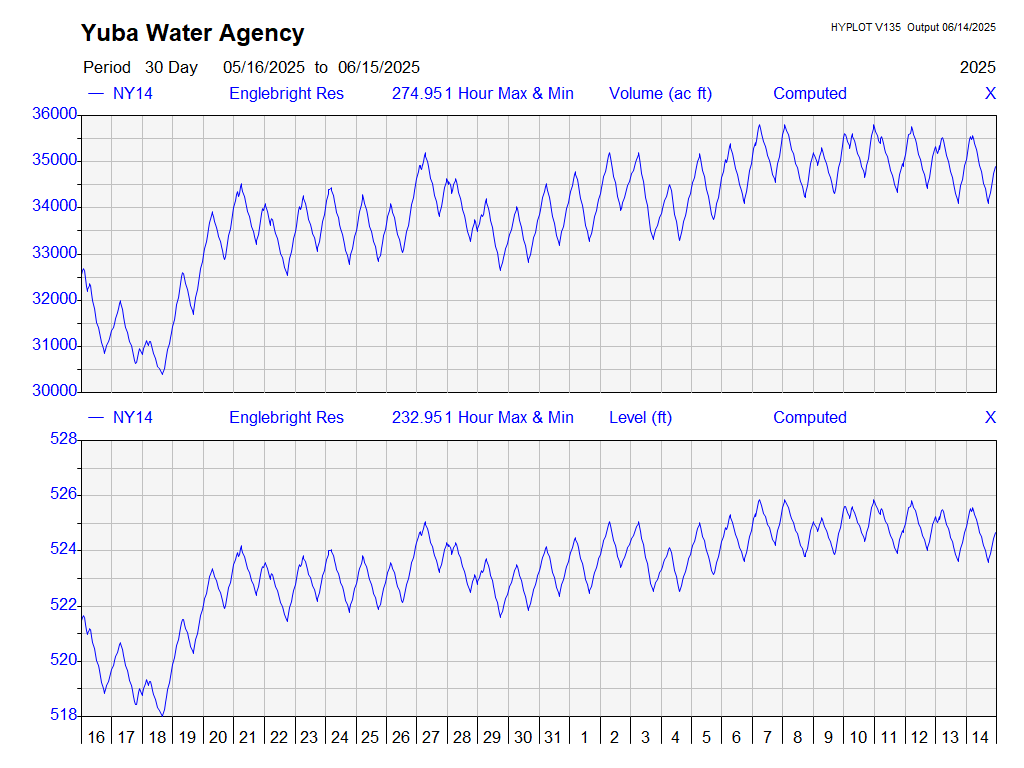 Yuba Water Agency
HYPLOT V135 Output 06/14/2025
Period 30 Day 05/16/2025 to 06/15/2025 2025
NY14 Englebright Res 274.951 Hour Max & Min Volume (ac ft) Computed X
36000
35000
34000
33000
32000
31000
30000
NY14 Englebright Res 232.951 Hour Max & Min Level (ft) Computed X
528
526
524
522
520
518
16 17 18 19 20 21 22 23 24 25 26 27 28 29 30 31 1 2 3 4 5 6 7 8 9 10 11 12 13 14